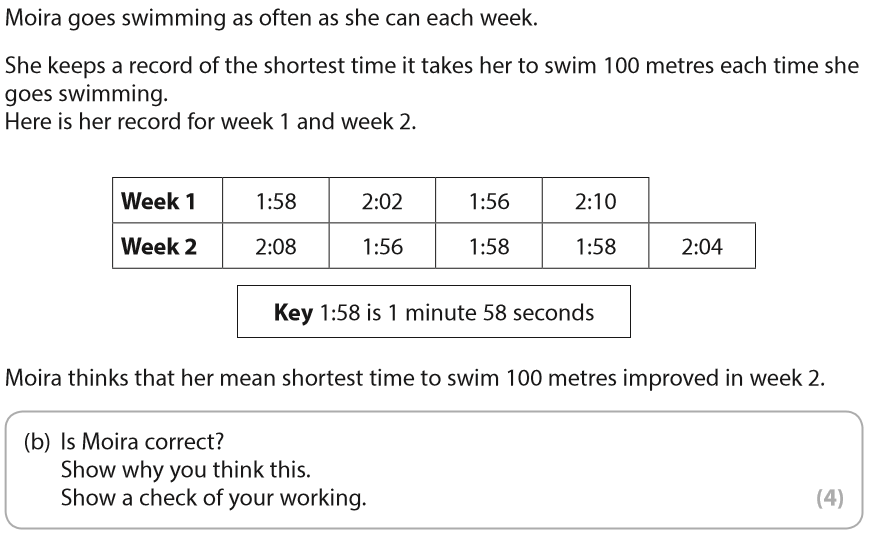 Moira goes swimming as often as she can each week.
She keeps a record of the shortest time it takes her to swim 100 metres each time she
goes swimming.
Here is her record for week 1 and week 2.
Week 1 1:58 2:02 1:56 2:10
Week 2 2:08 1:56 1:58 1:58 2:04
Key 1:58 is 1 minute 58 seconds
Moira thinks that her mean shortest time to swim 100 metres improved in week 2.
(b) Is Moira correct?
Show why you think this.
Show a check of your working. (4)